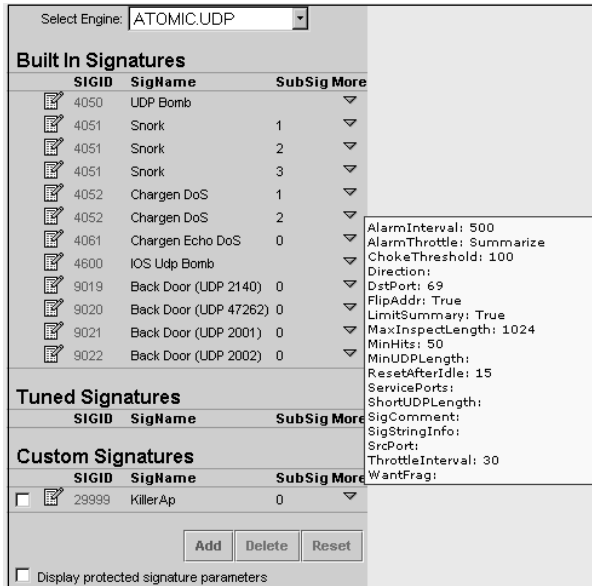 Select Engine: ATOMIC.UDP
Built In Signatures
SIGID SigName SubSig More
4050 UDP Bomb
4051 Snork 1
4051 Snork 2
4051 Snork 3
4052 Chargen DoS 1
4052 Chargen DoS 2
4061 Chargen Echo DoS 0
4600 IOS Udp Bomb
9019 Back Door (UDP 2140) 0
9020 Back Door (UDP 47262) 0
9021 Back Door (UDP 2001) 0
9022 Back Door (UDP 2002) 0
AlarmInterval: 500
AlarmThrottle: Summarize
ChokeThreshold: 100
Direction:
DstPort: 69
FlipAddr: True
LimitSummary: True
MaxInspectLength: 1024
MinHits: 50
MinUDPLength:
ResetAfterIdle: 15
ServicePorts:
ShortUDPLength:
SigComment:
SigStringInfo:
SrcPort:
ThrottleInterval: 30
WantFrag:
Tuned Signatures
SIGID SigName SubSig More
Custom Signatures
SIGID SigName SubSig More
29999 KillerAp 0
Add Delete Reset
Display protected signature parameters